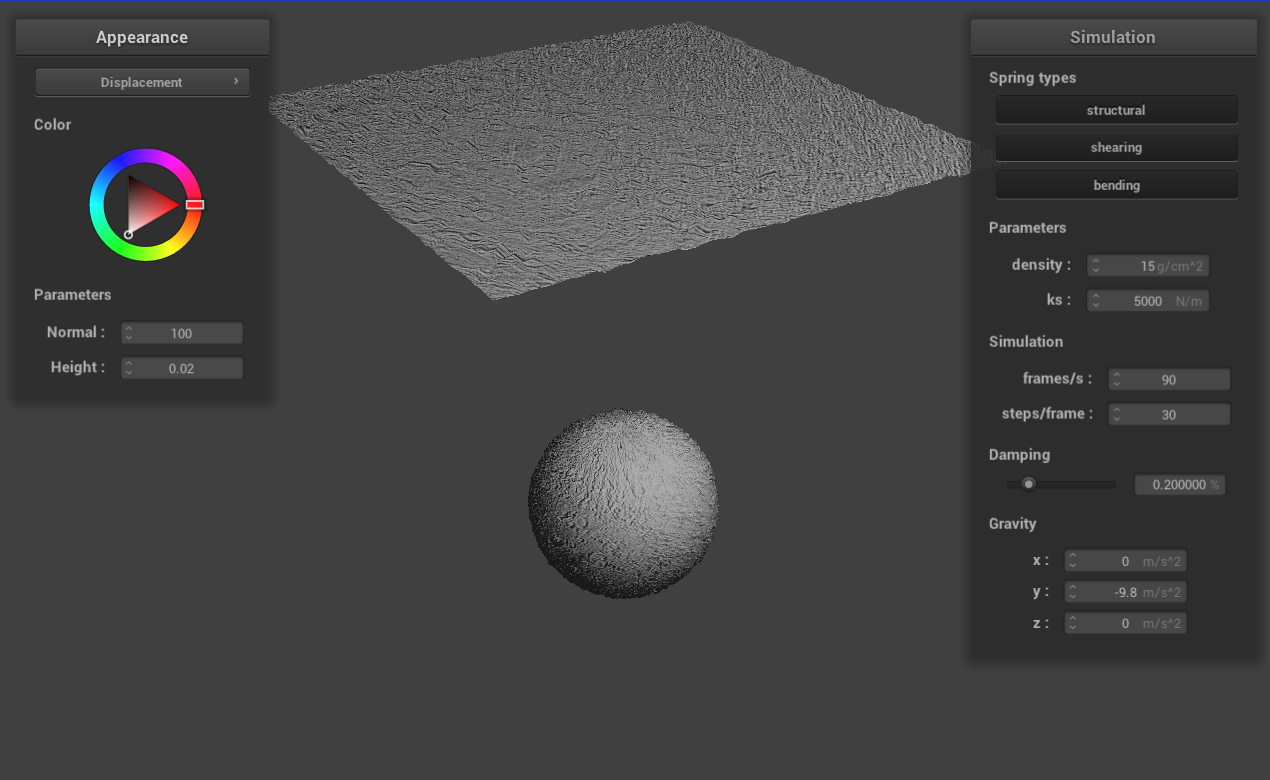 Appearance
Displacement
Color
Parameters
Normal : 100
Height : 0.02
Simulation
Spring types
structural
shearing
bending
Parameters
density : 15 g/cm^2
ks : 5000 N/m
Simulation
frames/s : 90
steps/frame : 30
Damping
0.200000 %
Gravity
x : 0 m/s^2
y : -9.8 m/s^2
z : 0 m/s^2